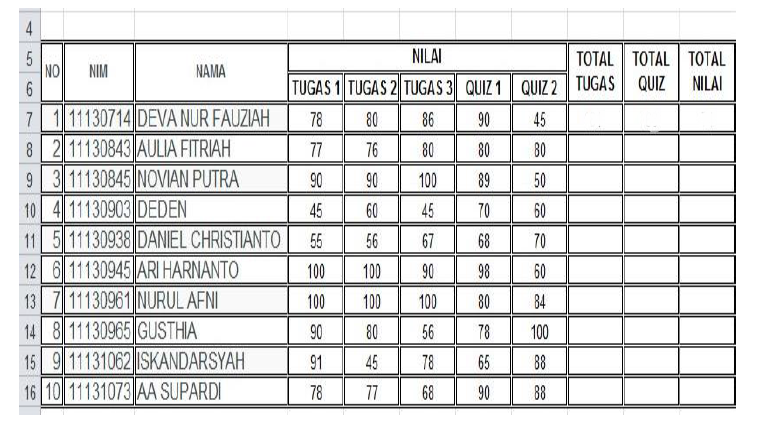 4
5 NO NIM NAMA NILAI TOTAL TUGAS TOTAL QUIZ TOTAL NILAI
6 TUGAS 1 TUGAS 2 TUGAS 3 QUIZ 1 QUIZ 2
7 1 11130714 DEVA NUR FAUZIAH 78 80 86 90 45
8 2 11130843 AULIA FITRIAH 77 76 80 80 80
9 3 11130845 NOVIAN PUTRA 90 90 100 89 50
10 4 11130903 DEDEN 45 60 45 70 60
11 5 11130938 DANIEL CHRISTIANTO 55 56 67 68 70
12 6 11130945 ARI HARNANTO 100 100 90 98 60
13 7 11130961 NURUL AFNI 100 100 100 80 84
14 8 11130965 GUSTHIA 90 80 56 78 100
15 9 11131062 ISKANDARSYAH 91 45 78 65 88
16 10 11131073 AA SUPARDI 78 77 68 90 88